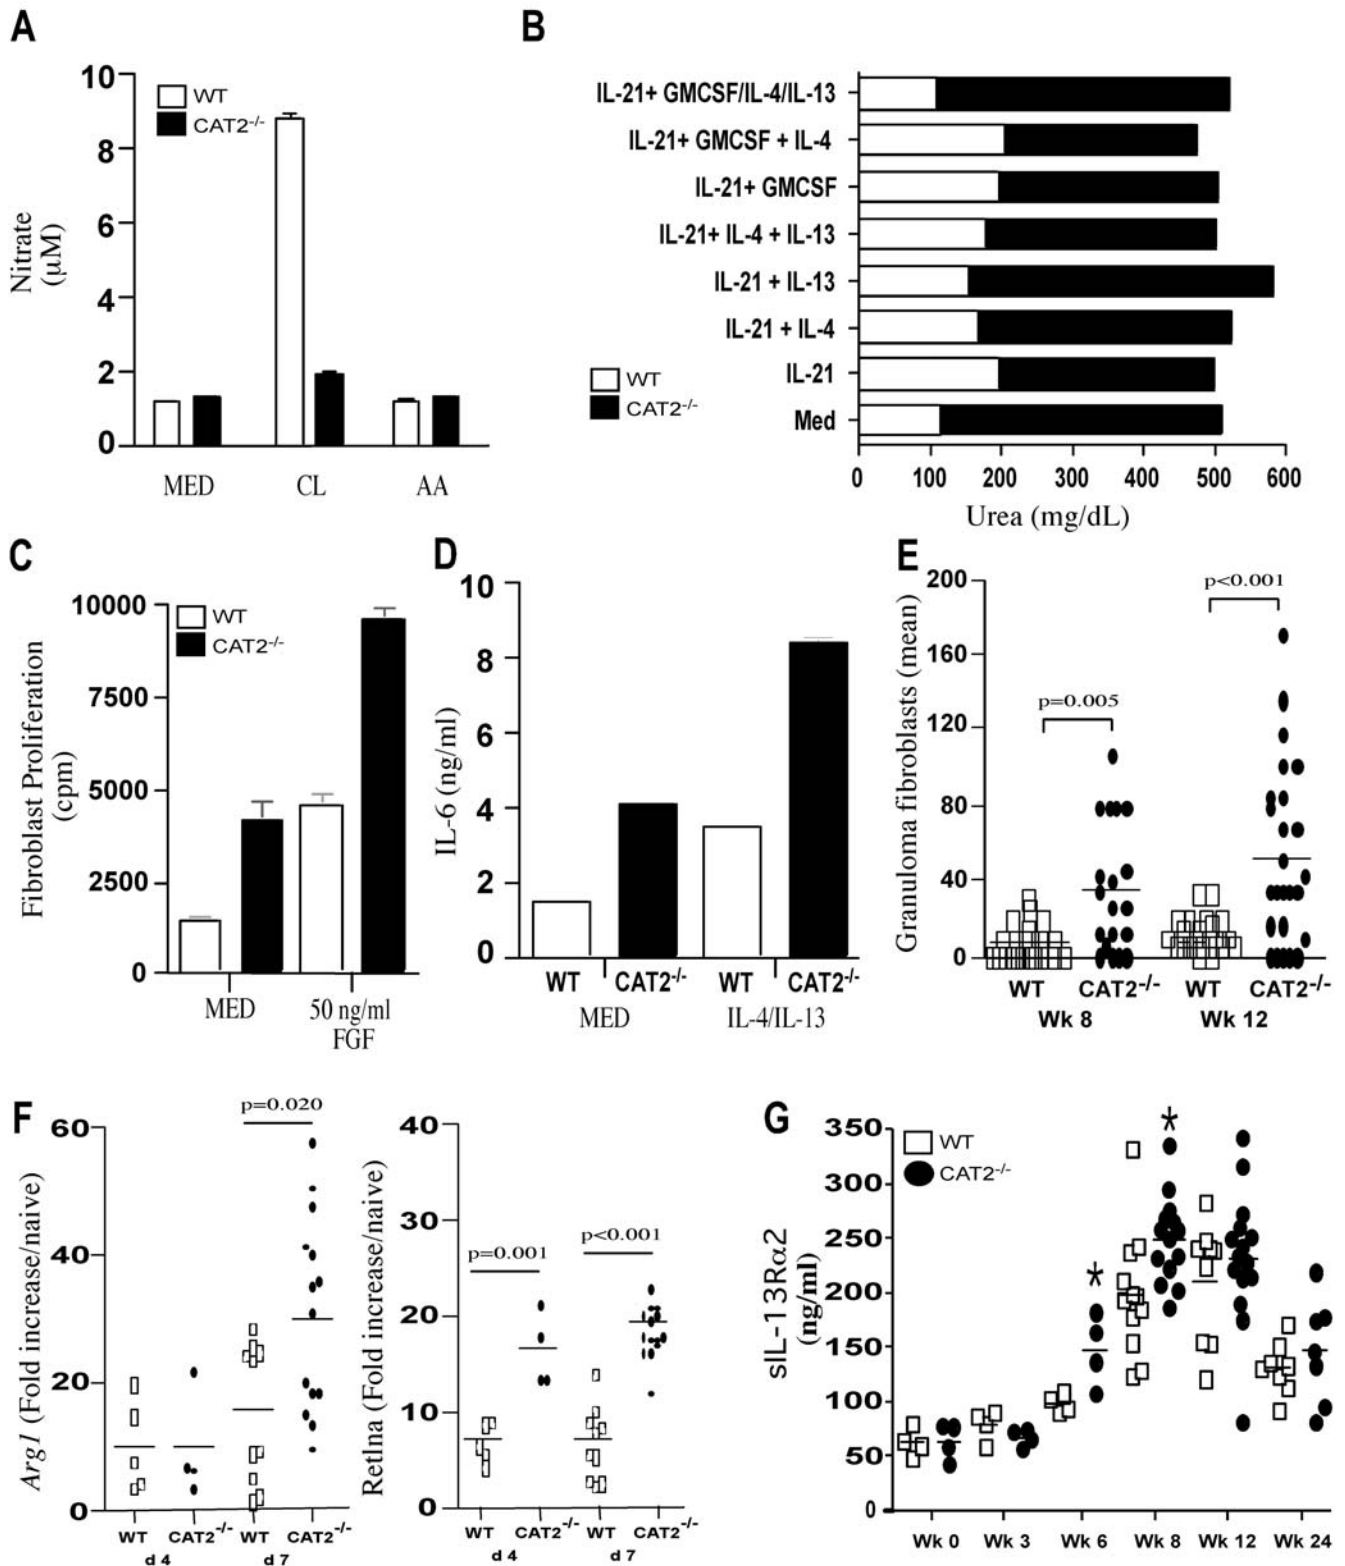 A
10
8
6
4
2
0
Nitrate
(µM)
WT
CAT2-/-
MED
CL
AA
B
IL-21+ GMCSF/IL-4/IL-13
IL-21+ GMCSF + IL-4
IL-21+ GMCSF
IL-21+ IL-4 + IL-13
IL-21 + IL-13
IL-21 + IL-4
IL-21
Med
WT
CAT2-/-
0 100 200 300 400 500 600
Urea (mg/dL)
C
10000
7500
5000
2500
0
Fibroblast Proliferation
(cpm)
WT
CAT2-/-
MED
50 ng/ml
FGF
D
10
8
6
4
2
0
IL-6 (ng/ml)
WT CAT2-/- WT CAT2-/-
MED IL-4/IL-13
E
200
160
120
80
40
0
Granuloma fibroblasts (mean)
p=0.005
p<0.001
WT CAT2-/- WT CAT2-/-
Wk 8 Wk 12
F
60
40
20
0
Arg1 (Fold increase/naive)
p=0.020
WT CAT2-/- WT CAT2-/-
d 4 d 7
40
30
20
10
0
Retlna (Fold increase/naive)
p=0.001
p<0.001
WT CAT2-/- WT CAT2-/-
d 4 d 7
G
350
300
250
200
150
100
50
0
sIL-13Rα2
(ng/ml)
WT
CAT2-/-
*
*
Wk 0 Wk 3 Wk 6 Wk 8 Wk 12 Wk 24